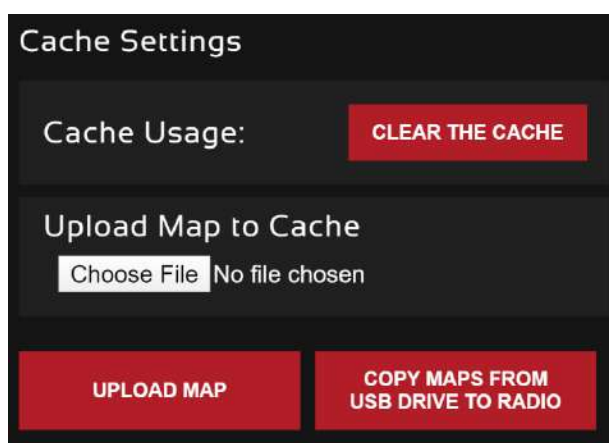 Cache Settings
Cache Usage:
CLEAR THE CACHE
Upload Map to Cache
Choose File No file chosen
UPLOAD MAP
COPY MAPS FROM
USB DRIVE TO RADIO